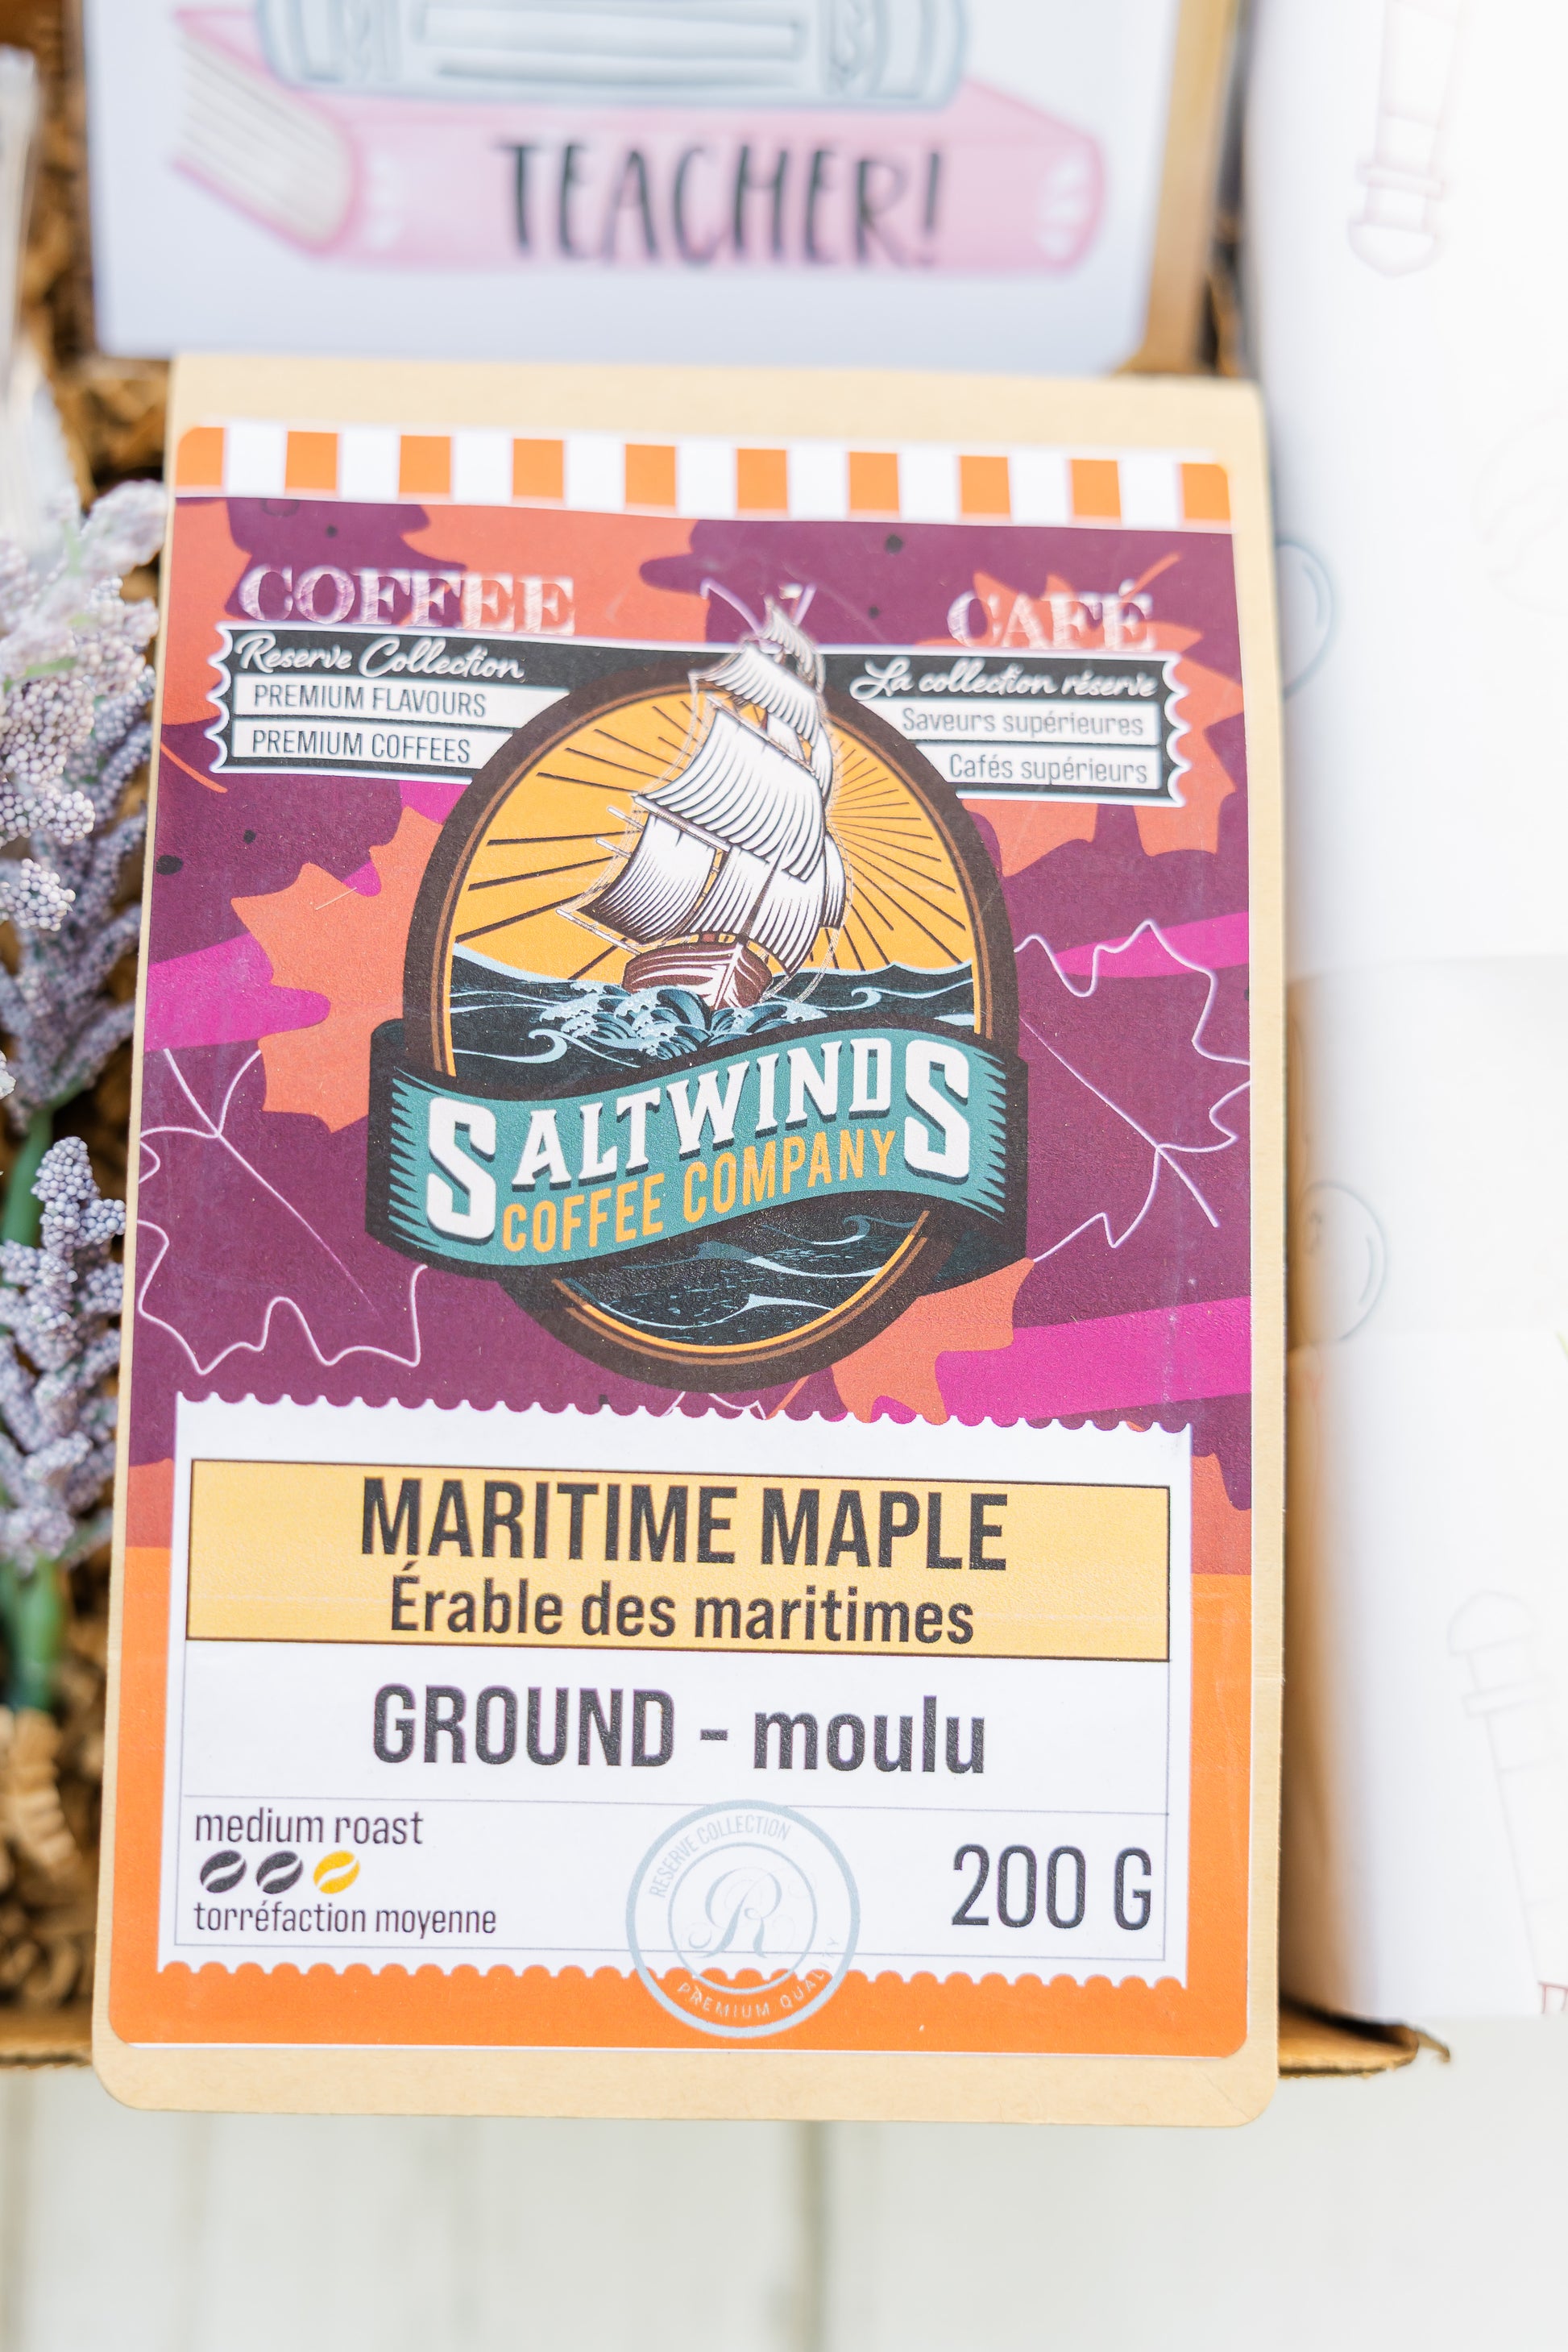 TEACHER!
COFFEE
Reserve Collection
PREMIUM FLAVOURS
PREMIUM COFFEES
CAFÉ
La collection réserve
Saveurs supérieures
Cafés supérieurs
SALTWINDS
COFFEE COMPANY
MARITIME MAPLE
Érable des maritimes
GROUND - moulu
medium roast
torréfaction moyenne
RESERVE COLLECTION
R
PREMIUM QUALITY
200 G